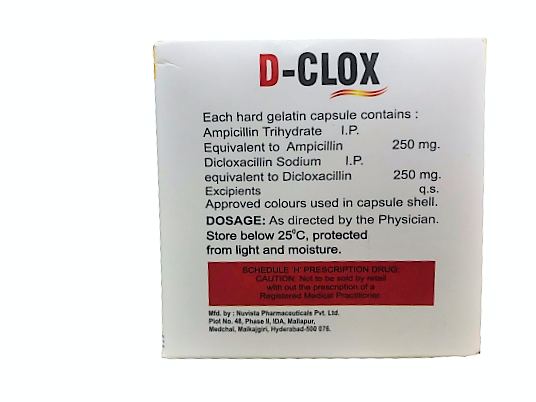 D-CLOX
Each hard gelatin capsule contains :
Ampicillin Trihydrate I.P.
Equivalent to Ampicillin 250 mg.
Dicloxacillin Sodium I.P.
equivalent to Dicloxacillin 250 mg.
Excipients q.s.
Approved colours used in capsule shell.
DOSAGE: As directed by the Physician.
Store below 25°C, protected
from light and moisture.
SCHEDULE 'H' PRESCRIPTION DRUG:
CAUTION: Not to be sold by retail
with out the prescription of a
Registered Medical Practitioner.
Mfd. by : Nuvista Pharmaceuticals Pvt. Ltd.
Plot No. 48, Phase II, IDA, Mallapur,
Medchal, Malkajgiri, Hyderabad-500 076.